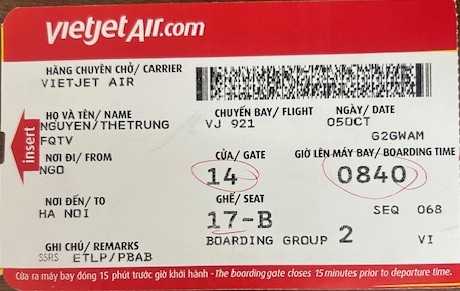 vietjetAir.com
HÃNG CHUYÊN CHỞ/ CARRIER
VIETJET AIR
HỌ VÀ TÊN/ NAME
NGUYEN/THETRUNG
FQTV
CHUYẾN BAY/ FLIGHT
VJ 921
NGÀY/ DATE
05OCT
G2GWAM
insert
NƠI ĐI/ FROM
NGO
CỬA/ GATE
14
GIỜ LÊN MÁY BAY/ BOARDING TIME
0840
NƠI ĐẾN/ TO
HA NOI
GHẾ/ SEAT
17-B
SEQ 068
GHI CHÚ/ REMARKS
SSRS ETLP/PBAB
BOARDING GROUP 2
VI
Cửa ra máy bay đóng 15 phút trước giờ khởi hành - The boarding gate closes 15 minutes prior to departure time.